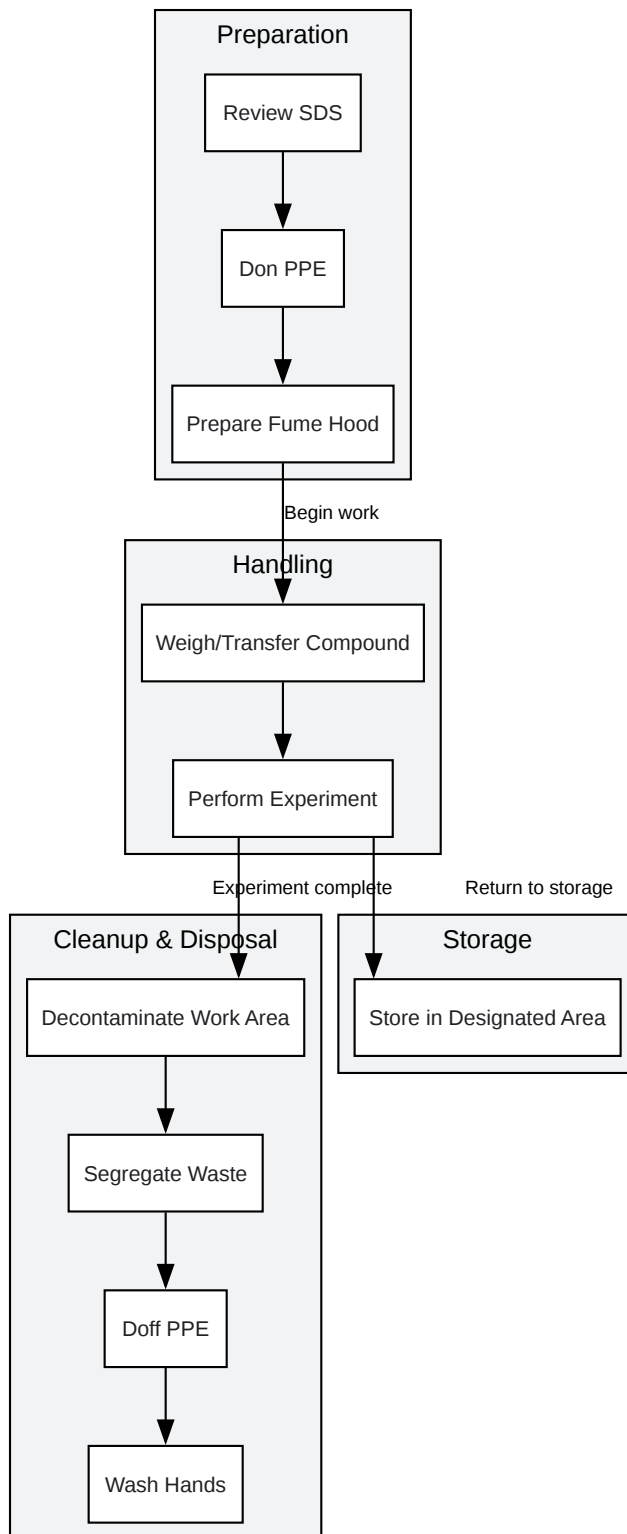 Preparation
Review SDS
Don PPE
Prepare Fume Hood
Begin work
Handling
Weigh/Transfer Compound
Perform Experiment
Experiment complete
Return to storage
Cleanup & Disposal
Storage
Decontaminate Work Area
Store in Designated Area
Segregate Waste
Doff PPE
Wash Hands